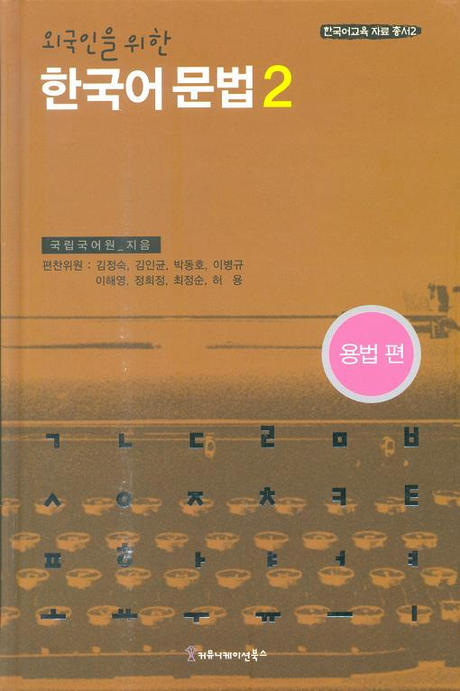 한국어교육 자료 총서2
외국인을 위한
한국어 문법 2
국립국어원_지음
편찬위원 : 김정숙, 김인균, 박동호, 이병규
이해영, 정희정, 최정순, 허 용
용법 편
ㄱ ㄴ ㄷ ㄹ ㅁ ㅂ
ㅅ ㅇ ㅈ ㅊ ㅋ ㅌ
ㅍ ㅎ ㅏ ㅑ ㅓ ㅕ
ㅗ ㅛ ㅜ ㅠ ㅡ ㅣ
커뮤니케이션북스